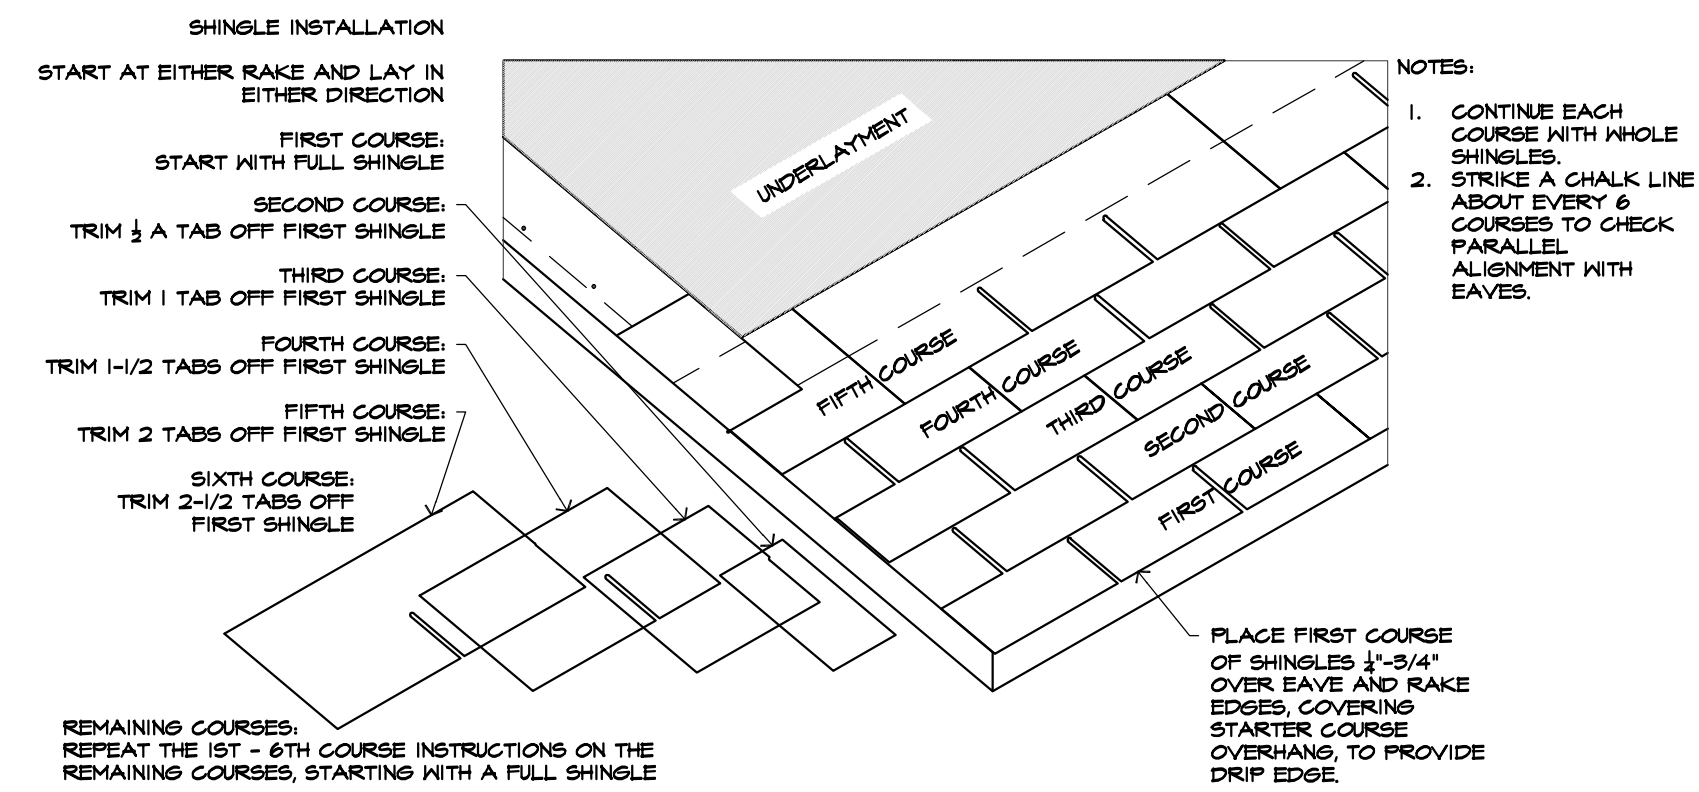 SHINGLE INSTALLATION
START AT EITHER RAKE AND LAY IN
EITHER DIRECTION
FIRST COURSE:
START WITH FULL SHINGLE
SECOND COURSE:
TRIM ½ A TAB OFF FIRST SHINGLE
THIRD COURSE:
TRIM 1 TAB OFF FIRST SHINGLE
FOURTH COURSE:
TRIM 1-1/2 TABS OFF FIRST SHINGLE
FIFTH COURSE:
TRIM 2 TABS OFF FIRST SHINGLE
SIXTH COURSE:
TRIM 2-1/2 TABS OFF
FIRST SHINGLE
REMAINING COURSES:
REPEAT THE 1ST - 6TH COURSE INSTRUCTIONS ON THE
REMAINING COURSES, STARTING WITH A FULL SHINGLE
UNDERLAYMENT
FIFTH COURSE
FOURTH COURSE
THIRD COURSE
SECOND COURSE
FIRST COURSE
NOTES:
1. CONTINUE EACH
COURSE WITH WHOLE
SHINGLES.
2. STRIKE A CHALK LINE
ABOUT EVERY 6
COURSES TO CHECK
PARALLEL
ALIGNMENT WITH
EAVES.
PLACE FIRST COURSE
OF SHINGLES ¼"-3/4"
OVER EAVE AND RAKE
EDGES, COVERING
STARTER COURSE
OVERHANG, TO PROVIDE
DRIP EDGE.